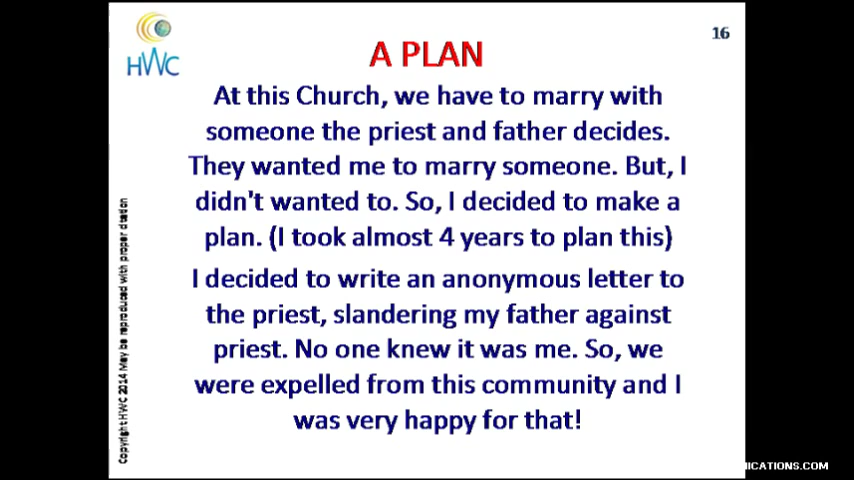 HWC
16
A PLAN
At this Church, we have to marry with
someone the priest and father decides.
They wanted me to marry someone. But, I
didn't wanted to. So, I decided to make a
plan. (I took almost 4 years to plan this)
I decided to write an anonymous letter to
the priest, slandering my father against
priest. No one knew it was me. So, we
were expelled from this community and I
was very happy for that!
Copyright HWC 2014 May be reproduced with proper citation
ICATIONS.COM